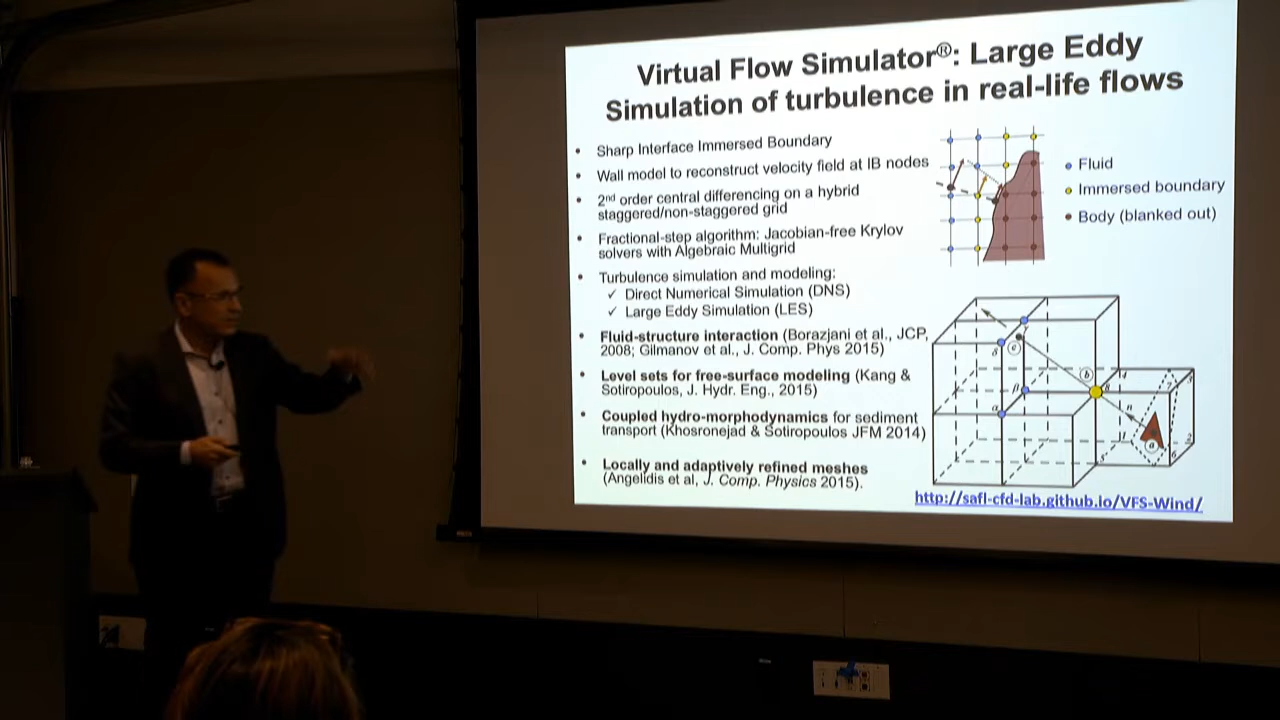 Virtual Flow Simulator®: Large Eddy
Simulation of turbulence in real-life flows
• Sharp Interface Immersed Boundary
• Wall model to reconstruct velocity field at IB nodes
• 2nd order central differencing on a hybrid
staggered/non-staggered grid
• Fractional-step algorithm: Jacobian-free Krylov
solvers with Algebraic Multigrid
• Turbulence simulation and modeling:
✓ Direct Numerical Simulation (DNS)
✓ Large Eddy Simulation (LES)
• Fluid-structure interaction (Borazjani et al., JCP,
2008; Gilmanov et al., J. Comp. Phys 2015)
• Level sets for free-surface modeling (Kang &
Sotiropoulos, J. Hydr. Eng., 2015)
• Coupled hydro-morphodynamics for sediment
transport (Khosronejad & Sotiropoulos JFM 2014)
• Locally and adaptively refined meshes
(Angelidis et al, J. Comp. Physics 2015).
Fluid
Immersed boundary
Body (blanked out)
c
b
a
http://safl-cfd-lab.github.io/VFS-Wind/